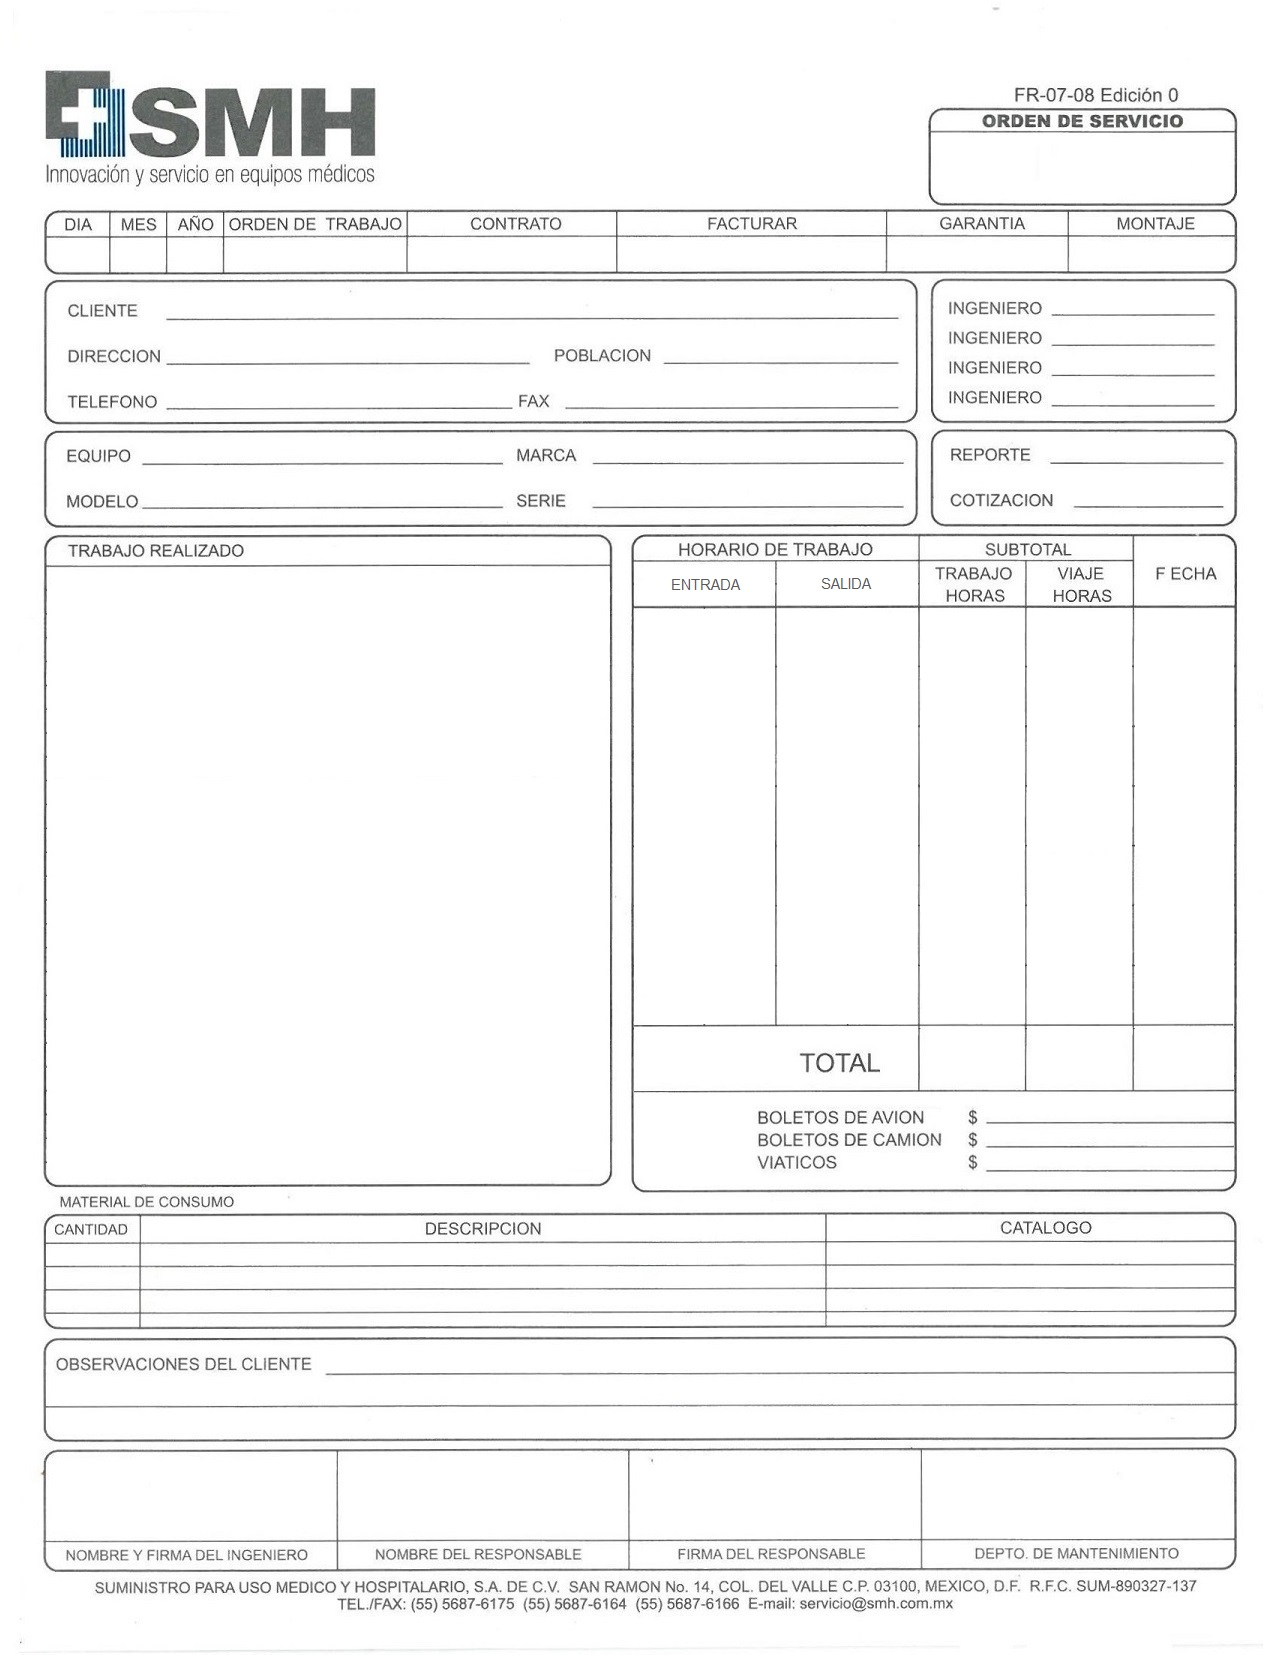 SMH
Innovación y servicio en equipos médicos
FR-07-08 Edición 0
ORDEN DE SERVICIO
DIA MES AÑO ORDEN DE TRABAJO CONTRATO FACTURAR GARANTIA MONTAJE
CLIENTE
DIRECCION POBLACION
TELEFONO FAX
INGENIERO
INGENIERO
INGENIERO
INGENIERO
EQUIPO MARCA
MODELO SERIE
REPORTE
COTIZACION
TRABAJO REALIZADO
HORARIO DE TRABAJO SUBTOTAL
ENTRADA SALIDA TRABAJO HORAS VIAJE HORAS F ECHA
TOTAL
BOLETOS DE AVION $
BOLETOS DE CAMION $
VIATICOS $
MATERIAL DE CONSUMO
CANTIDAD DESCRIPCION CATALOGO
OBSERVACIONES DEL CLIENTE
NOMBRE Y FIRMA DEL INGENIERO NOMBRE DEL RESPONSABLE FIRMA DEL RESPONSABLE DEPTO. DE MANTENIMIENTO
SUMINISTRO PARA USO MEDICO Y HOSPITALARIO, S.A. DE C.V. SAN RAMON No. 14, COL. DEL VALLE C.P. 03100, MEXICO, D.F. R.F.C. SUM-890327-137
TEL./FAX: (55) 5687-6175 (55) 5687-6164 (55) 5687-6166 E-mail: servicio@smh.com.mx